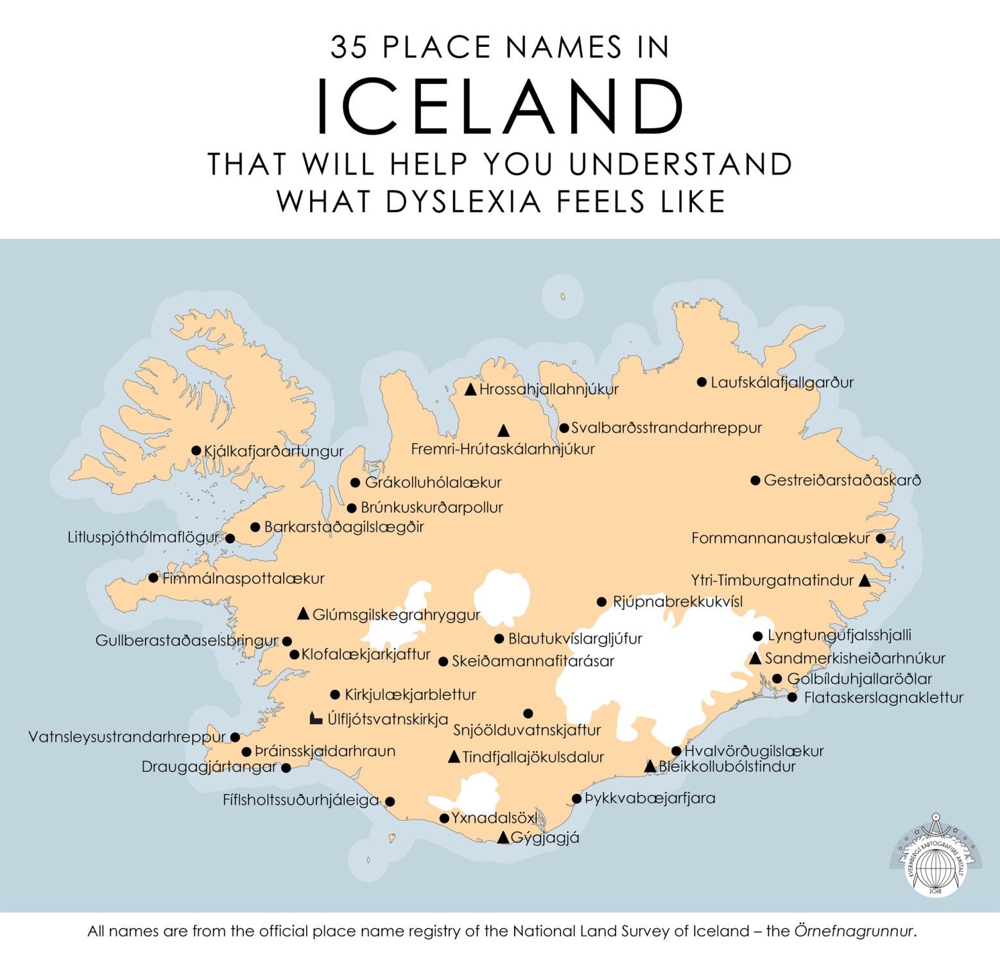 35 PLACE NAMES IN
ICELAND
THAT WILL HELP YOU UNDERSTAND
WHAT DYSLEXIA FEELS LIKE
Laufskálafjallgarður
Hrossahjallahnjúkur
Svalbarðsstrandarhreppur
Fremri-Hrútaskálarhnjúkur
Kjálkafjarðartungur
Gestreiðarstaðaskarð
Grákolluhólalækur
Brúnkuskurðarpollur
Barkarstaðagilslægðir
Litluspjóthólmaflögur
Fornmannanaustalækur
Fimmálnaspottalækur
Ytri-Timburgatnatindur
Rjúpnabrekkukvísl
Glúmsgilskegrahryggur
Lyngtungufjalsshjalli
Blautukvíslargljúfur
Gullberastaðaselsbringur
Klofalækjarkjaftur
Sandmerkisheiðarhnúkur
Skeiðamannafitarásar
Golbílduhjallaröðlar
Kirkjulækjarblettur
Flataskerslagnaklettur
Úlfljótsvatnskirkja
Snjóölduvatnskjaftur
Vatnsleysustrandarhreppur
Þráinsskjaldarhraun
Hvalvörðugilslækur
Tindfjallajökulsdalur
Draugagjártangar
Bleikkollubólstindur
Fíflsholtssuðurhjáleiga
Þykkvabæjarfjara
Yxnadalsöxl
Gýgjagjá
KVERNBERGS KARTOGRAFISKE ANSTALT
2018
All names are from the official place name registry of the National Land Survey of Iceland – the Örnefnagrunnur.